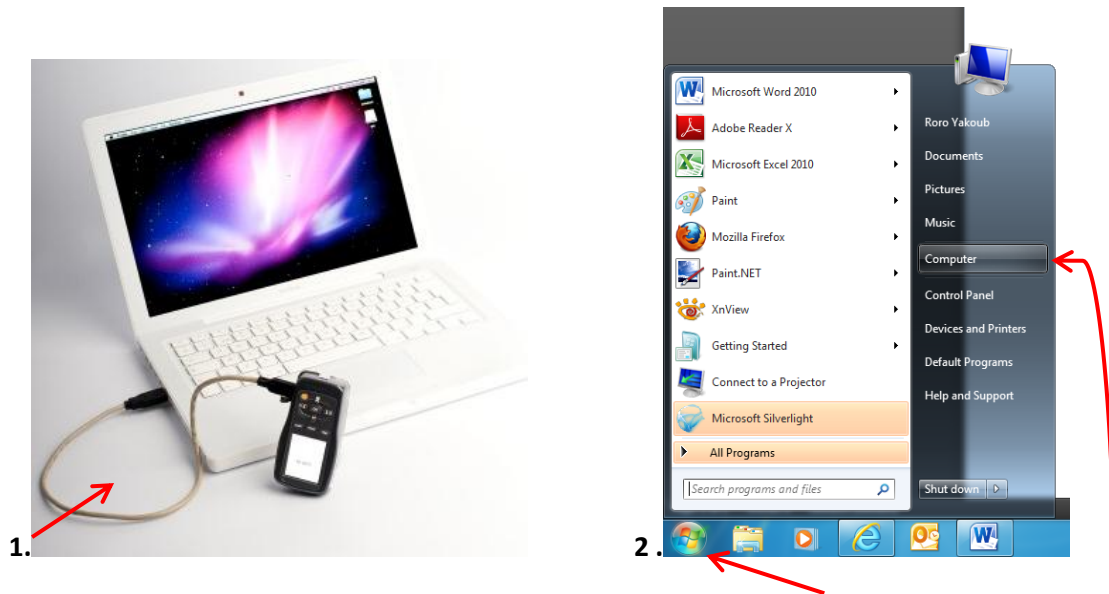 1.
2 .
Microsoft Word 2010
Adobe Reader X
Microsoft Excel 2010
Paint
Mozilla Firefox
Paint.NET
XnView
Getting Started
Connect to a Projector
Microsoft Silverlight
All Programs
Search programs and files
Roro Yakoub
Documents
Pictures
Music
Computer
Control Panel
Devices and Printers
Default Programs
Help and Support
Shut down